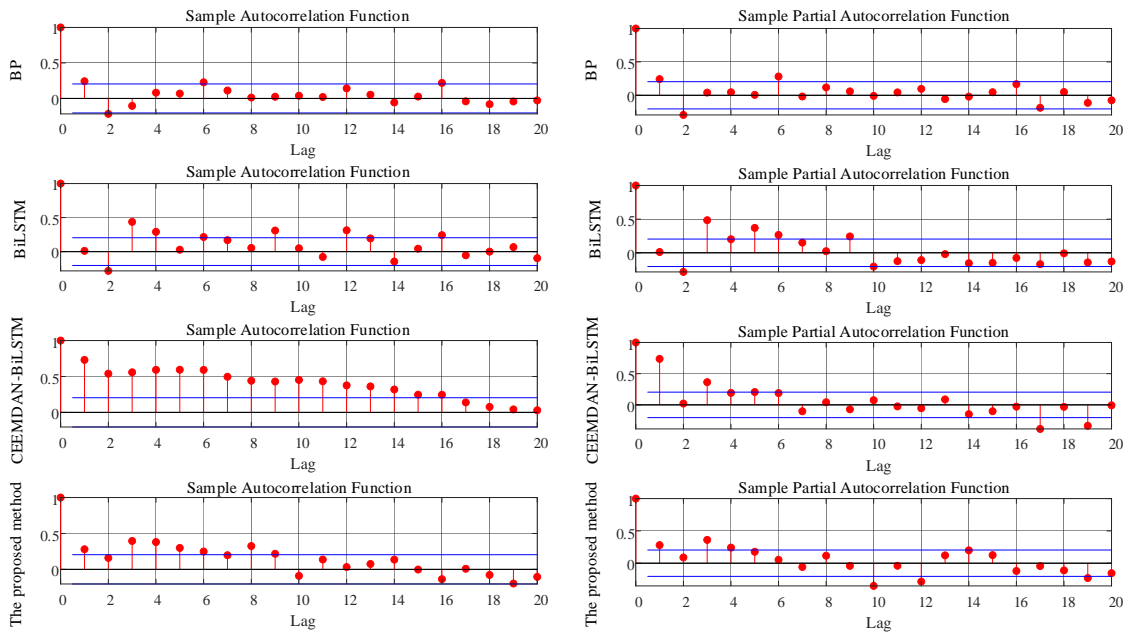 Sample Autocorrelation Function
BP
1
0.5
0
0 2 4 6 8 10 12 14 16 18 20
Lag
Sample Partial Autocorrelation Function
BP
1
0.5
0
0 2 4 6 8 10 12 14 16 18 20
Lag
Sample Autocorrelation Function
BiLSTM
1
0.5
0
0 2 4 6 8 10 12 14 16 18 20
Lag
Sample Partial Autocorrelation Function
BiLSTM
1
0.5
0
0 2 4 6 8 10 12 14 16 18 20
Lag
Sample Autocorrelation Function
CEEMDAN-BiLSTM
1
0.5
0
0 2 4 6 8 10 12 14 16 18 20
Lag
Sample Partial Autocorrelation Function
CEEMDAN-BiLSTM
1
0.5
0
0 2 4 6 8 10 12 14 16 18 20
Lag
Sample Autocorrelation Function
The proposed method
1
0.5
0
0 2 4 6 8 10 12 14 16 18 20
Lag
Sample Partial Autocorrelation Function
The proposed method
1
0.5
0
0 2 4 6 8 10 12 14 16 18 20
Lag